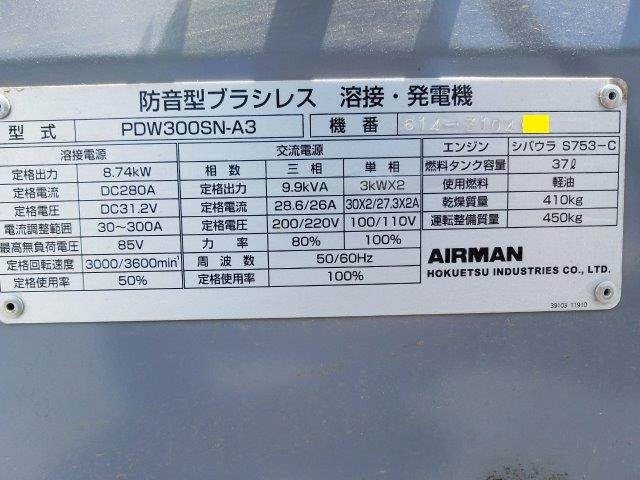 防音型ブラシレス 溶接・発電機
型式 PDW300SN-A3 機番 614-3104
溶接電源
定格出力 8.74kW
定格電流 DC280A
定格電圧 DC31.2V
電流調整範囲 30〜300A
最高無負荷電圧 85V
定格回転速度 3000/3600min⁻¹
定格使用率 50%
交流電源
相数 三相 単相
定格出力 9.9kVA 3kWX2
定格電流 28.6/26A 30X2/27.3X2A
定格電圧 200/220V 100/110V
力率 80% 100%
周波数 50/60Hz
定格使用率 100%
エンジン シバウラ S753-C
燃料タンク容量 37ℓ
使用燃料 軽油
乾燥質量 410kg
運転整備質量 450kg
AIRMAN
HOKUETSU INDUSTRIES CO., LTD.
39103 11910